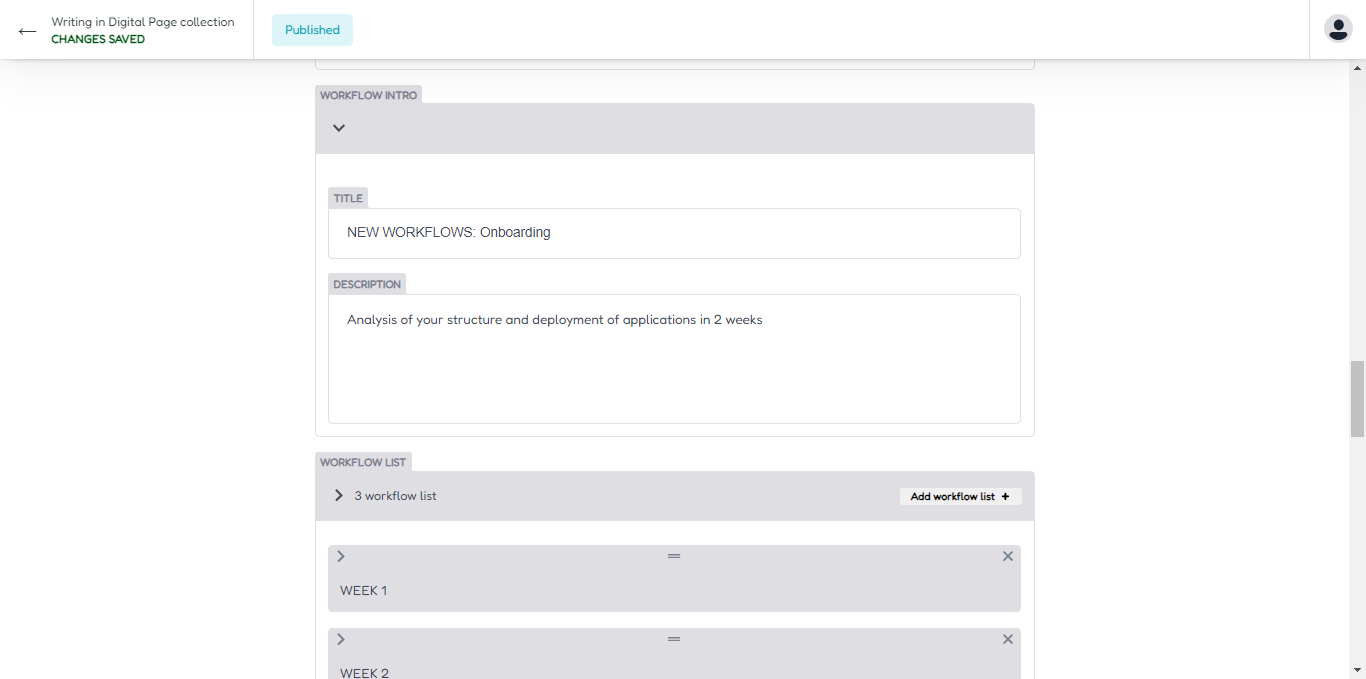 Writing in Digital Page collection
CHANGES SAVED
Published
WORKFLOW INTRO
TITLE
NEW WORKFLOWS: Onboarding
DESCRIPTION
Analysis of your structure and deployment of applications in 2 weeks
WORKFLOW LIST
3 workflow list
Add workflow list +
WEEK 1
WEEK 2